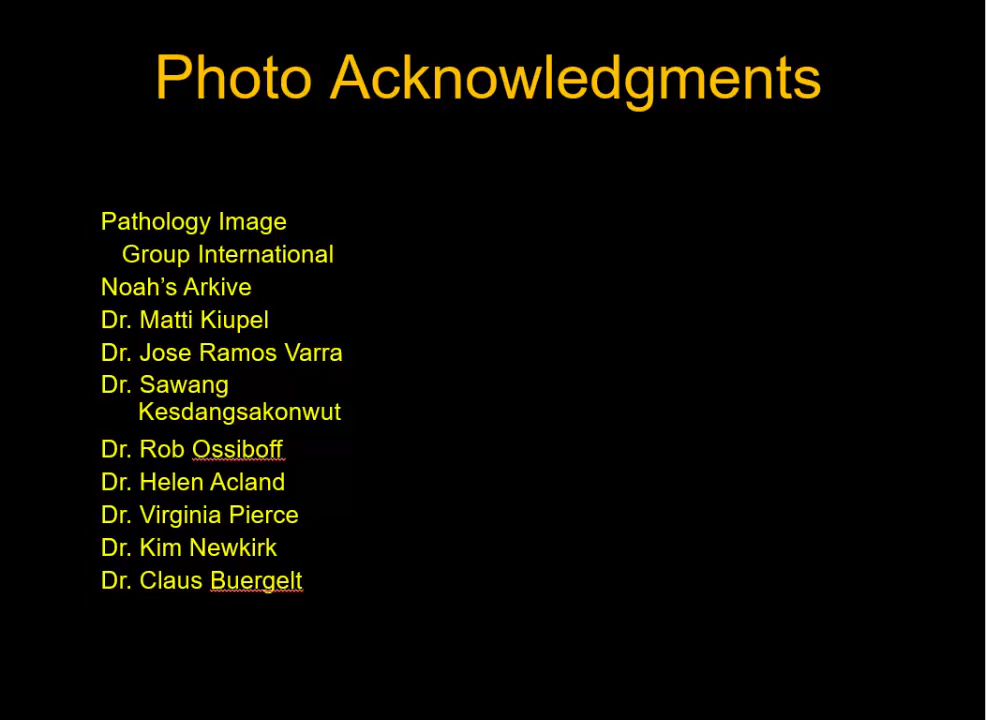 Photo Acknowledgments
Pathology Image
Group International
Noah’s Arkive
Dr. Matti Kiupel
Dr. Jose Ramos Varra
Dr. Sawang
Kesdangsakonwut
Dr. Rob Ossiboff
Dr. Helen Acland
Dr. Virginia Pierce
Dr. Kim Newkirk
Dr. Claus Buergelt